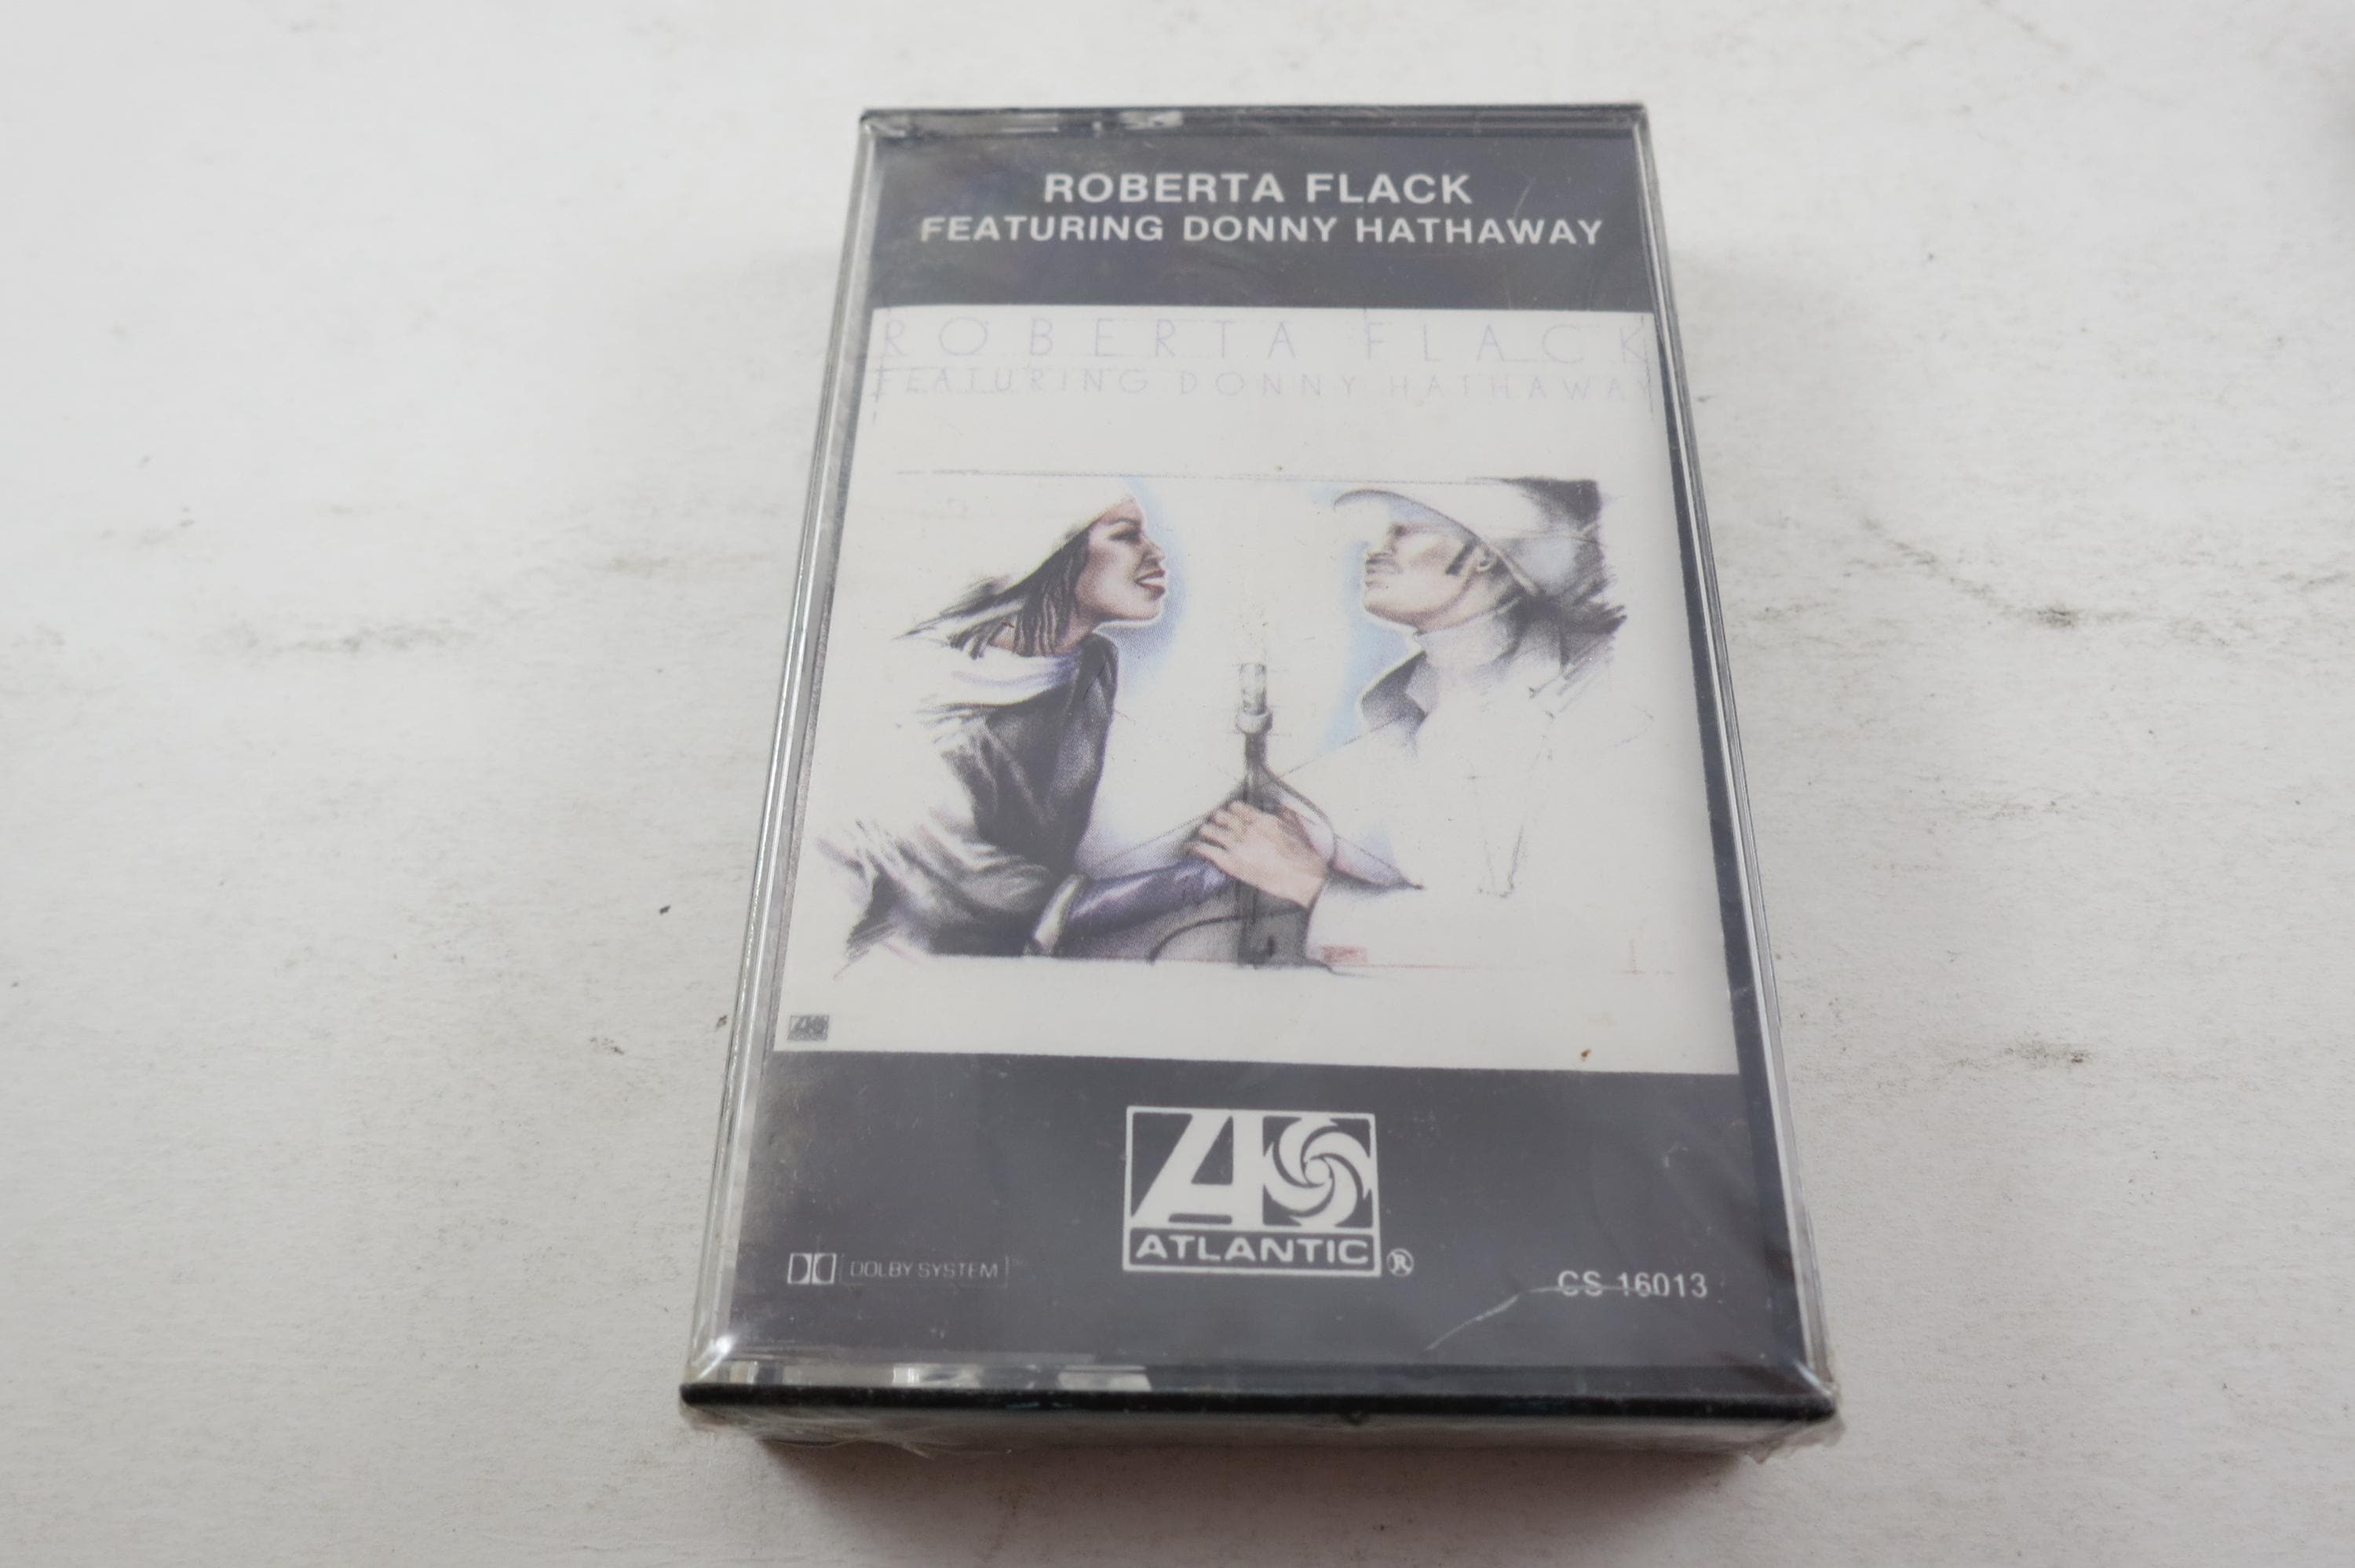 ROBERTA FLACK
FEATURING DONNY HATHAWAY
ROBERTA FLACK
FEATURING DONNY HATHAWAY
ATLANTIC®
DOLBY SYSTEM
CS 16013